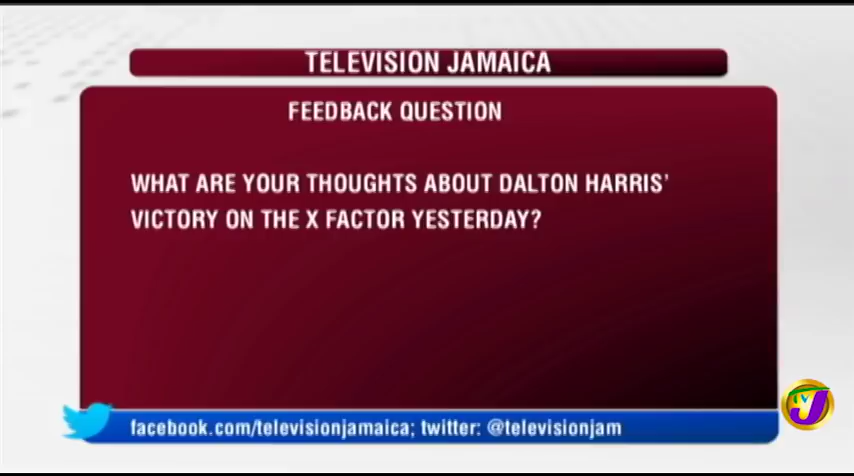 TELEVISION JAMAICA
FEEDBACK QUESTION
WHAT ARE YOUR THOUGHTS ABOUT DALTON HARRIS'
VICTORY ON THE X FACTOR YESTERDAY?
facebook.com/televisionjamaica; twitter: @televisionjam
TVJ